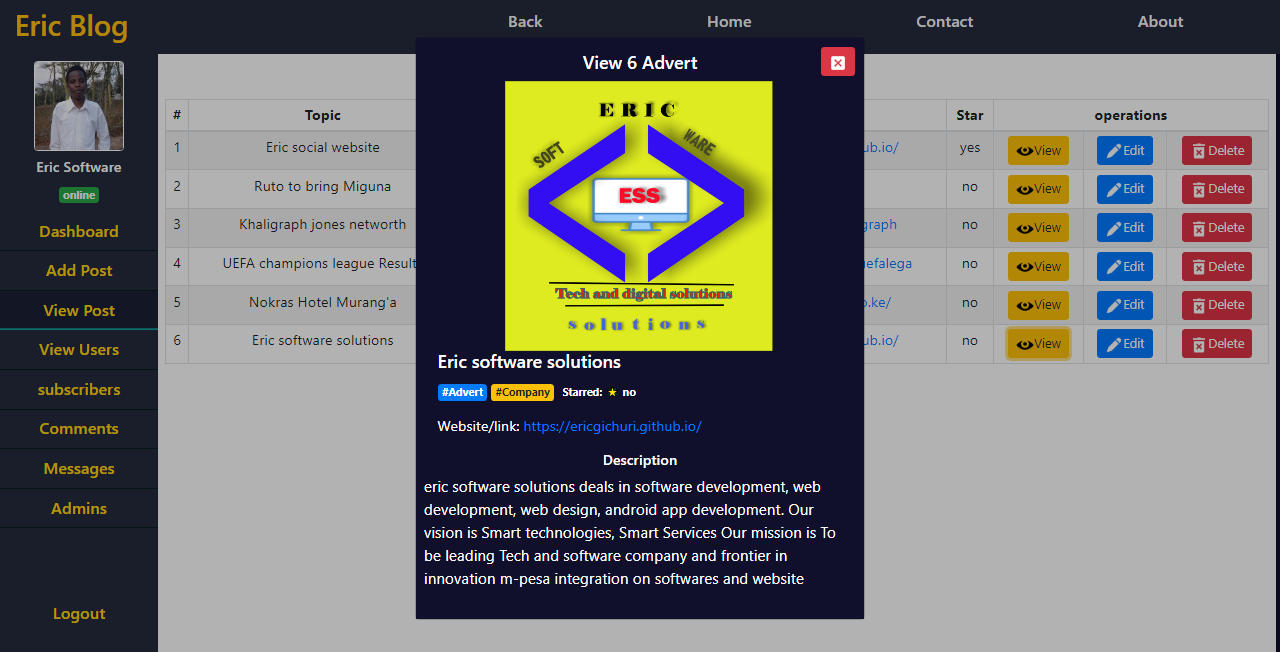 Eric Blog
Back Home Contact About
Eric Software
online
Dashboard
Add Post
View Post
View Users
subscribers
Comments
Messages
Admins
Logout
# Topic Star operations
1 Eric social website ub.io/ yes View Edit Delete
2 Ruto to bring Miguna no View Edit Delete
3 Khaligraph jones networth graph no View Edit Delete
4 UEFA champions league Result uefalega no View Edit Delete
5 Nokras Hotel Murang'a o.ke/ no View Edit Delete
6 Eric software solutions ub.io/ no View Edit Delete
View 6 Advert
ERIC
SOFT WARE
ESS
Tech and digital solutions
solutions
Eric software solutions
#Advert #Company Starred: ★ no
Website/link: https://ericgichuri.github.io/
Description
eric software solutions deals in software development, web
development, web design, android app development. Our
vision is Smart technologies, Smart Services Our mission is To
be leading Tech and software company and frontier in
innovation m-pesa integration on softwares and website